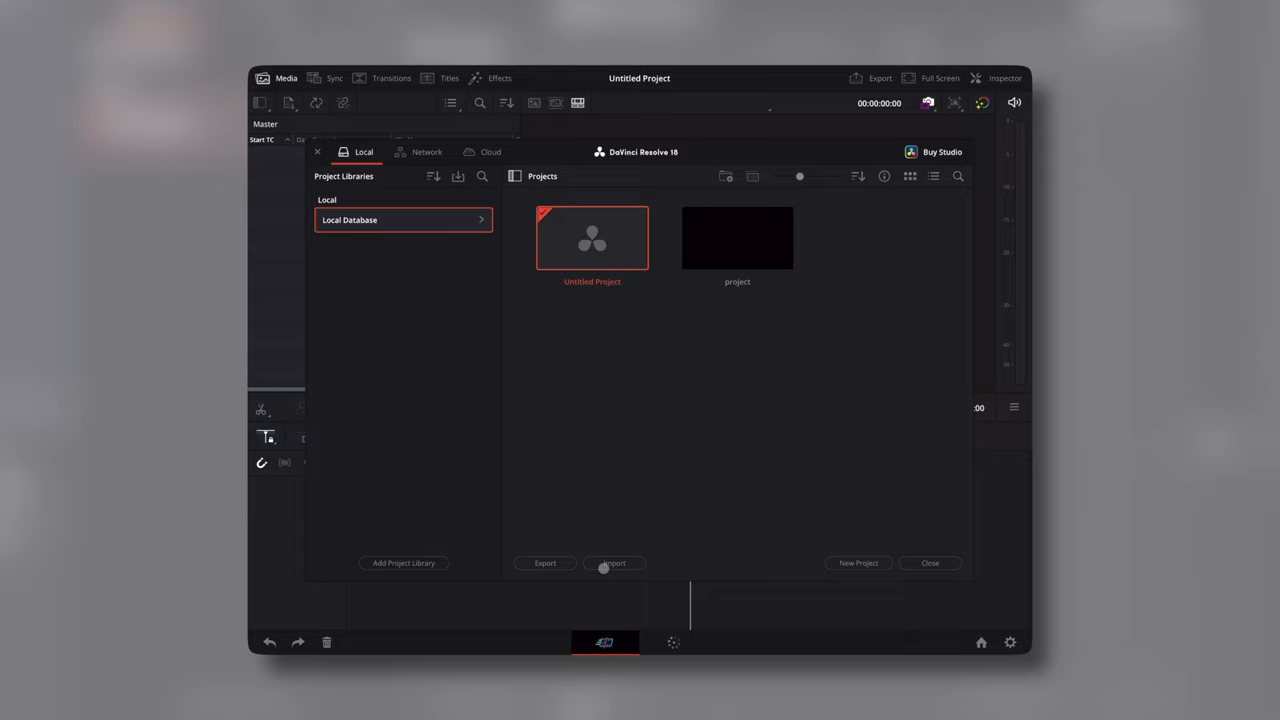 Media Sync Transitions Titles Effects Untitled Project Export Full Screen Inspector
00:00:00:00
Master
Start TC
Local Network Cloud DaVinci Resolve 18 Buy Studio
Project Libraries Projects
Local
Local Database
Untitled Project project
:00
Add Project Library Export Import New Project Close